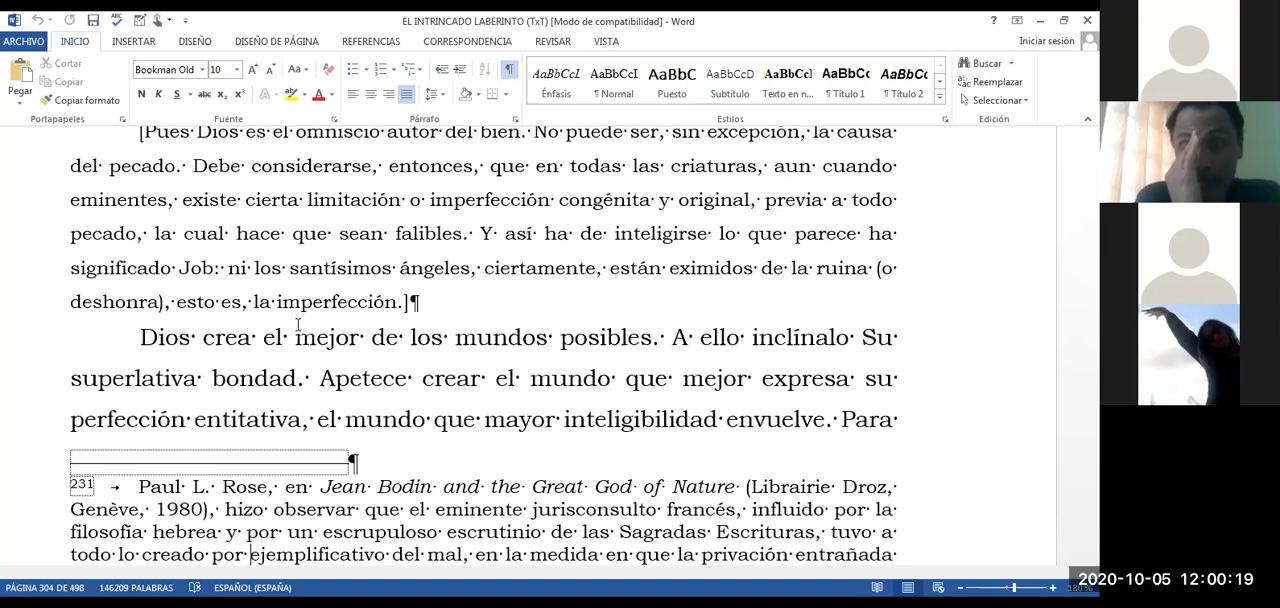 EL INTRINCADO LABERINTO (TxT) [Modo de compatibilidad] - Word
ARCHIVO INICIO INSERTAR DISEÑO DISEÑO DE PÁGINA REFERENCIAS CORRESPONDENCIA REVISAR VISTA Iniciar sesión
Cortar
Copiar
Copiar formato
Pegar
Portapapeles
Bookman Old 10
Fuente
Párrafo
AaBbCcI AaBbCcI AaBbC AaBbCcD AaBbCcl AaBbCc AaBbCc
Énfasis ¶ Normal Puesto Subtítulo Texto en n... ¶ Título 1 ¶ Título 2
Estilos
Buscar
Reemplazar
Seleccionar
Edición
[Pues Dios es el omniscio autor del bien. No puede ser, sin excepción, la causa
del pecado. Debe considerarse, entonces, que en todas las criaturas, aun cuando
eminentes, existe cierta limitación o imperfección congénita y original, previa a todo
pecado, la cual hace que sean falibles. Y así ha de inteligirse lo que parece ha
significado Job: ni los santísimos ángeles, ciertamente, están eximidos de la ruina (o
deshonra), esto es, la imperfección.]¶
Dios crea el mejor de los mundos posibles. A ello inclínalo Su
superlativa bondad. Apetece crear el mundo que mejor expresa su
perfección entitativa, el mundo que mayor inteligibilidad envuelve. Para
¶
231 → Paul L. Rose, en Jean Bodin and the Great God of Nature (Librairie Droz,
Genève, 1980), hizo observar que el eminente jurisconsulto francés, influido por la
filosofía hebrea y por un escrupuloso escrutinio de las Sagradas Escrituras, tuvo a
todo lo creado por ejemplificativo del mal, en la medida en que la privación entrañada
PÁGINA 304 DE 498 146209 PALABRAS ESPAÑOL (ESPAÑA) 180 %
2020-10-05 12:00:19